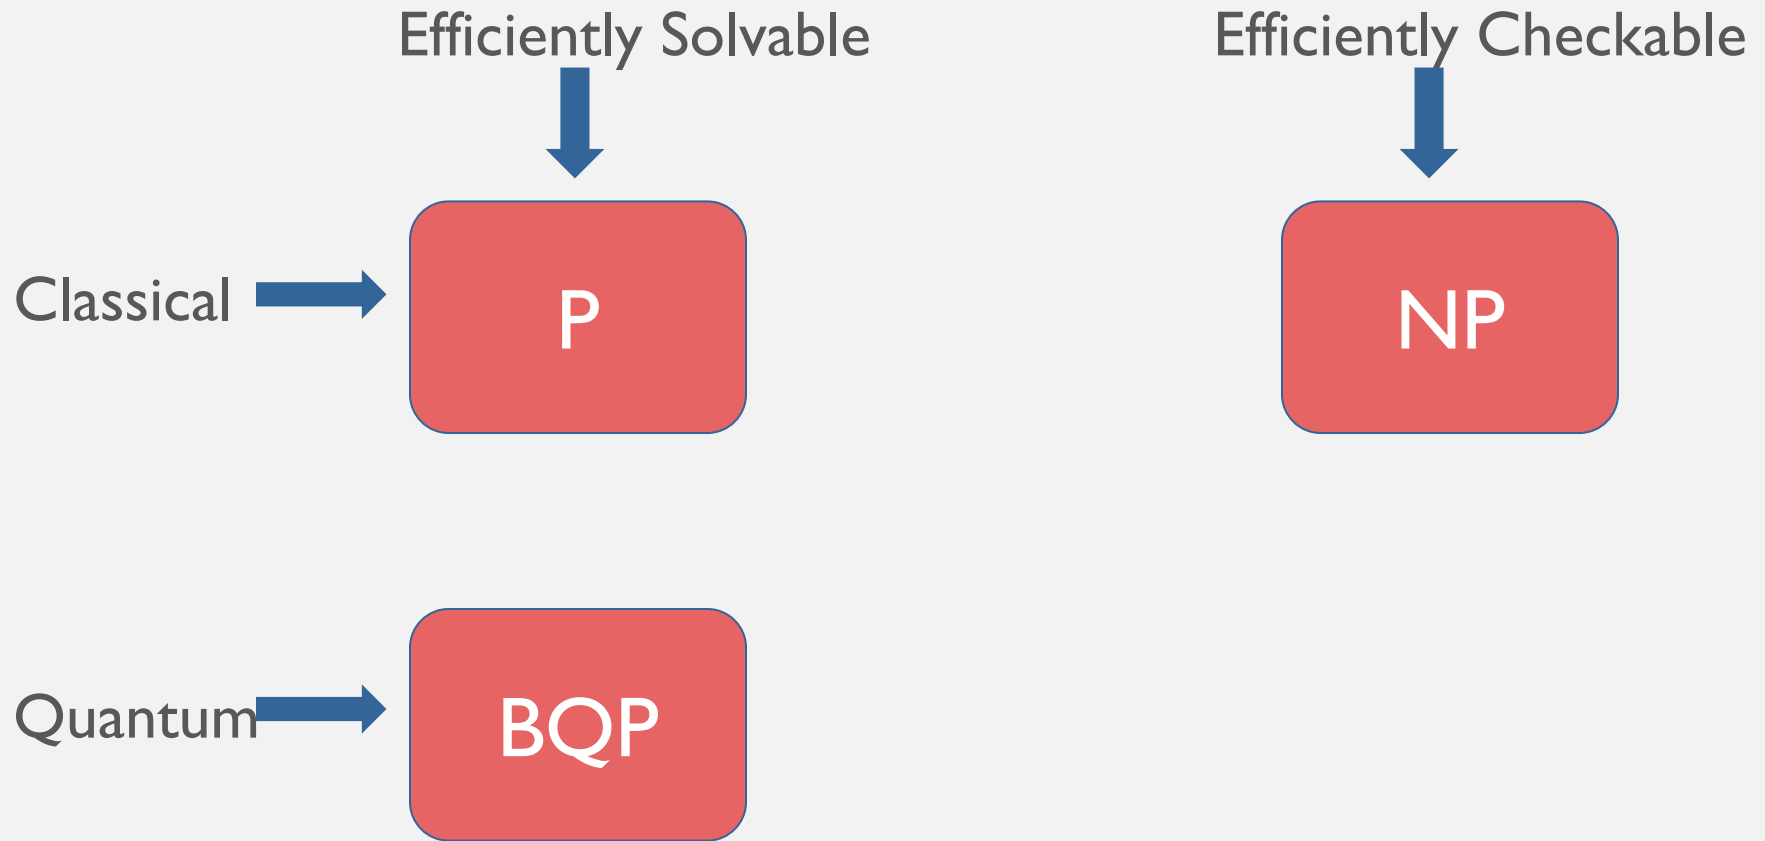 Efficiently Solvable
Efficiently Checkable
Classical
P
NP
Quantum
BQP